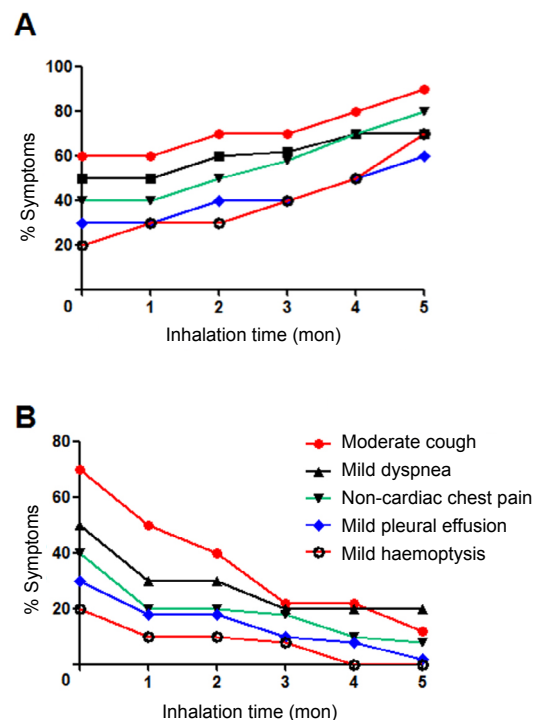 A
100
80
60
40
20
% Symptoms
0 1 2 3 4 5
Inhalation time (mon)
B
80
60
40
20
% Symptoms
Moderate cough
Mild dyspnea
Non-cardiac chest pain
Mild pleural effusion
Mild haemoptysis
0 1 2 3 4 5
Inhalation time (mon)